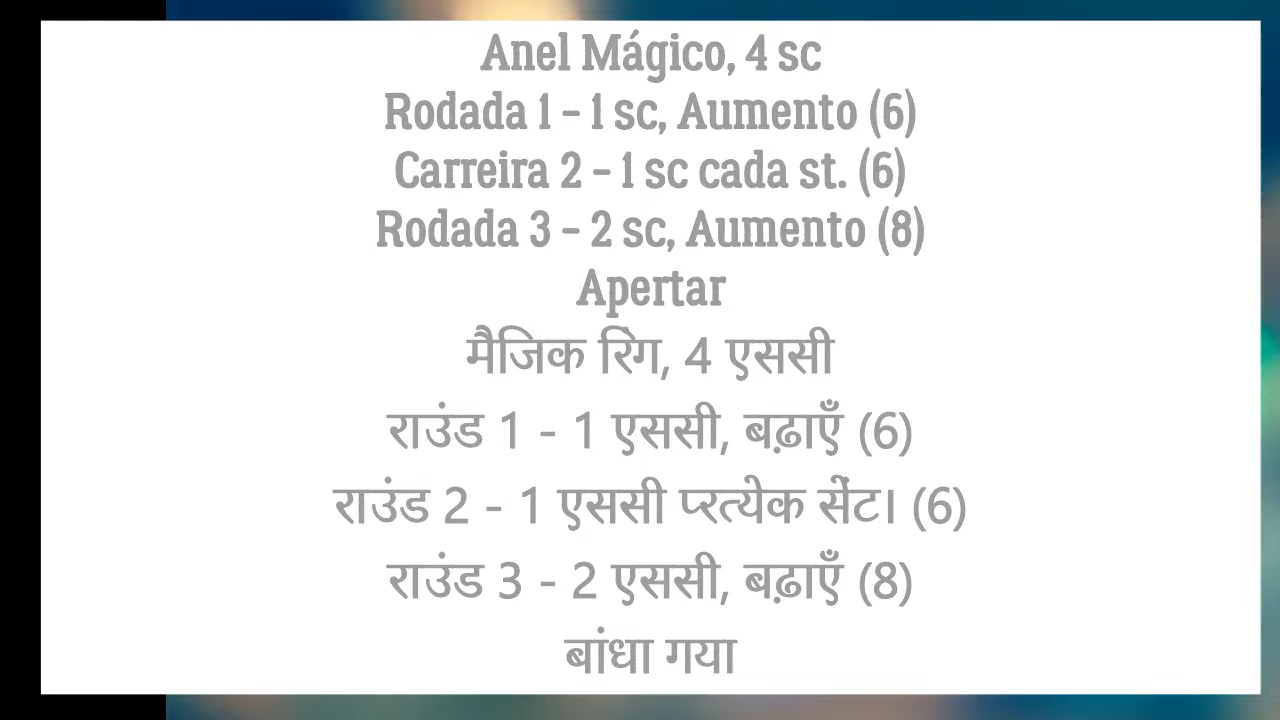 Anel Mágico, 4 sc
Rodada 1 – 1 sc, Aumento (6)
Carreira 2 – 1 sc cada st. (6)
Rodada 3 – 2 sc, Aumento (8)
Apertar
मैजिक रिंग, 4 एससी
राउंड 1 - 1 एससी, बढ़ाएँ (6)
राउंड 2 - 1 एससी प्रत्येक सेंट। (6)
राउंड 3 - 2 एससी, बढ़ाएँ (8)
बांधा गया